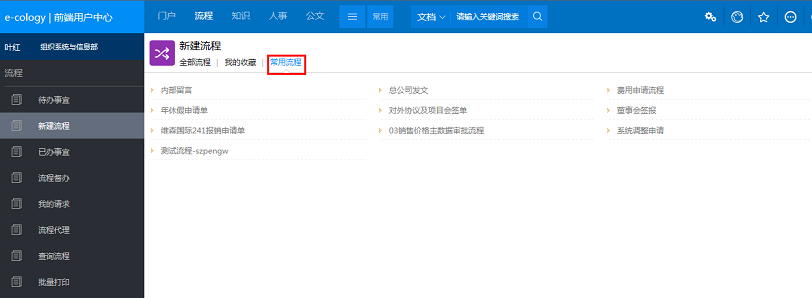 e-cology | 前端用户中心
门户 流程 知识 人事 公文 常用 文档 请输入关键词搜索
叶红 组织系统与信息部
流程
待办事宜
新建流程
已办事宜
流程督办
我的请求
流程代理
查询流程
批量打印
新建流程
全部流程 | 我的收藏 | 常用流程
内部留言 总公司发文 费用申请流程
年休假申请单 对外协议及项目会签单 董事会签报
维森国际241报销申请单 03销售价格主数据审批流程 系统调整申请
测试流程-szpengw